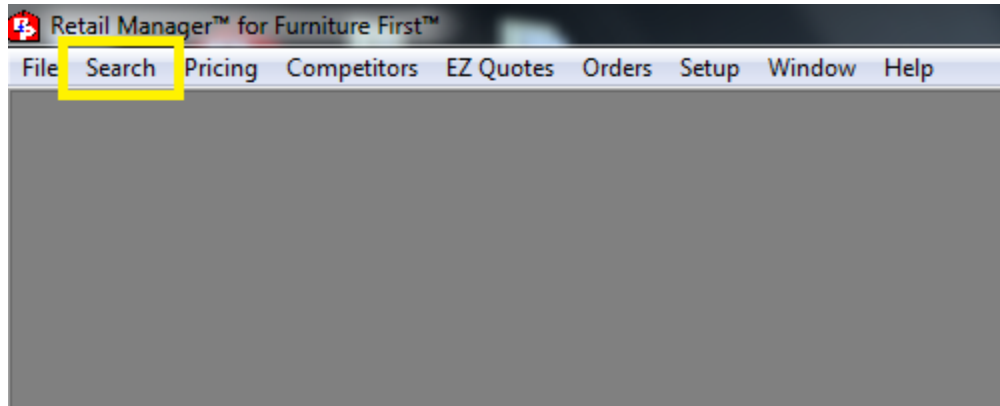 Retail Manager™ for Furniture First™
File Search Pricing Competitors EZ Quotes Orders Setup Window Help